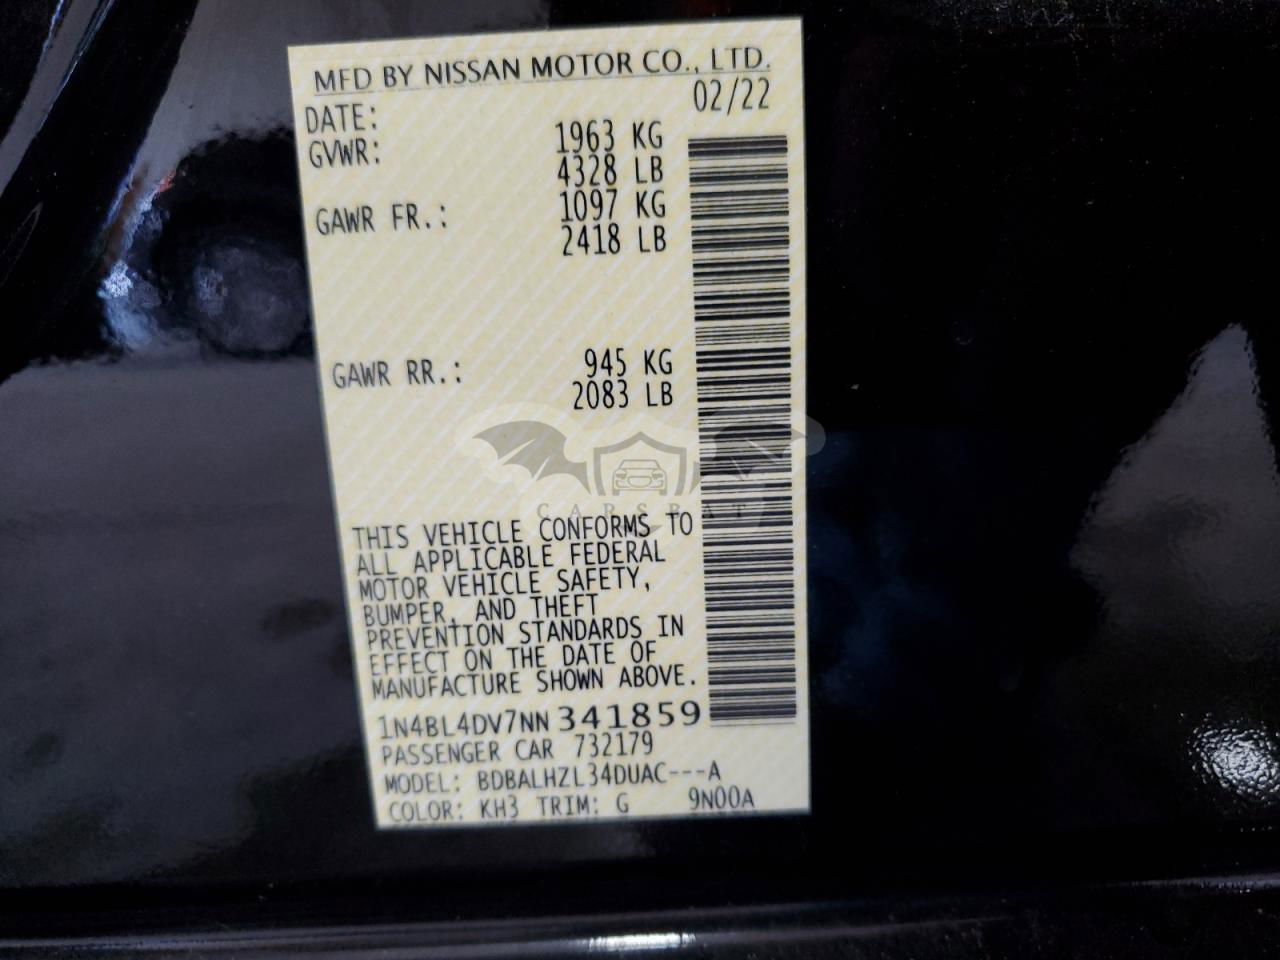 MFD BY NISSAN MOTOR CO., LTD.
DATE: 02/22
GVWR: 1963 KG
4328 LB
GAWR FR.: 1097 KG
2418 LB
GAWR RR.: 945 KG
2083 LB
CARSBAT
THIS VEHICLE CONFORMS TO
ALL APPLICABLE FEDERAL
MOTOR VEHICLE SAFETY,
BUMPER, AND THEFT
PREVENTION STANDARDS IN
EFFECT ON THE DATE OF
MANUFACTURE SHOWN ABOVE.
1N4BL4DV7NN341859
PASSENGER CAR 732179
MODEL: BDBALHZL34DUAC---A
COLOR: KH3 TRIM: G 9N00A